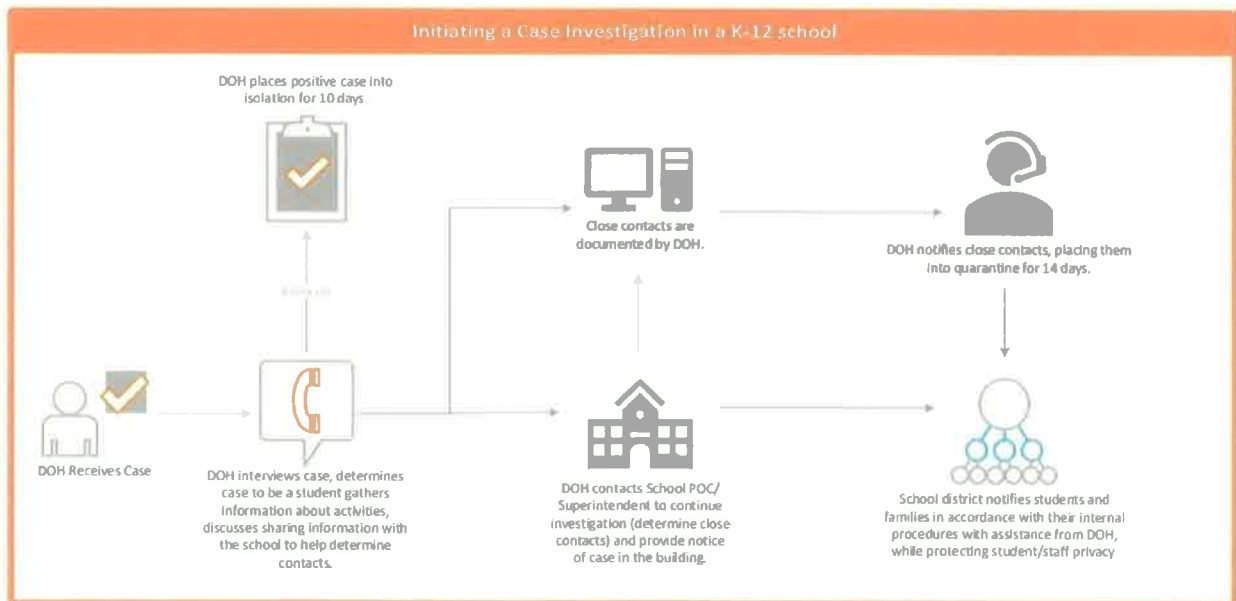 Initiating a Case Investigation in a K-12 school
DOH places positive case into
isolation for 10 days
Close contacts are
documented by DOH.
DOH notifies close contacts, placing them
into quarantine for 14 days.
DOH Receives Case
DOH interviews case, determines
case to be a student gathers
information about activities,
discusses sharing information with
the school to help determine
contacts.
DOH contacts School POC/
Superintendent to continue
investigation (determine close
contacts) and provide notice
of case in the building.
School district notifies students and
families in accordance with their internal
procedures with assistance from DOH,
while protecting student/staff privacy